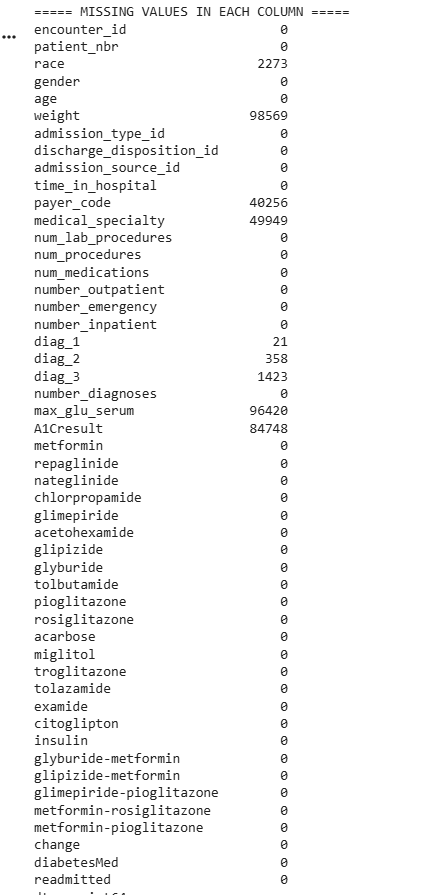 ===== MISSING VALUES IN EACH COLUMN =====
encounter_id 0
patient_nbr 0
race 2273
gender 0
age 0
weight 98569
admission_type_id 0
discharge_disposition_id 0
admission_source_id 0
time_in_hospital 0
payer_code 40256
medical_specialty 49949
num_lab_procedures 0
num_procedures 0
num_medications 0
number_outpatient 0
number_emergency 0
number_inpatient 0
diag_1 21
diag_2 358
diag_3 1423
number_diagnoses 0
max_glu_serum 96420
A1Cresult 84748
metformin 0
repaglinide 0
nateglinide 0
chlorpropamide 0
glimepiride 0
acetohexamide 0
glipizide 0
glyburide 0
tolbutamide 0
pioglitazone 0
rosiglitazone 0
acarbose 0
miglitol 0
troglitazone 0
tolazamide 0
examide 0
citoglipton 0
insulin 0
glyburide-metformin 0
glipizide-metformin 0
glimepiride-pioglitazone 0
metformin-rosiglitazone 0
metformin-pioglitazone 0
change 0
diabetesMed 0
readmitted 0